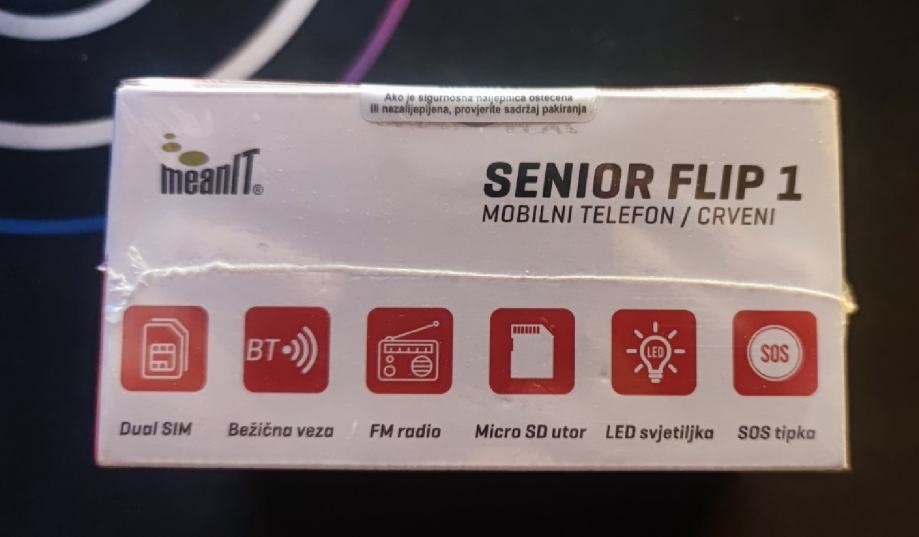 Ako je sigurnosna naljepnica oštećena
ili nezalijepljena, provjerite sadržaj pakiranja
meanIT®
SENIOR FLIP 1
MOBILNI TELEFON / CRVENI
BT
LED
SOS
Dual SIM
Bežična veza
FM radio
Micro SD utor
LED svjetiljka
SOS tipka